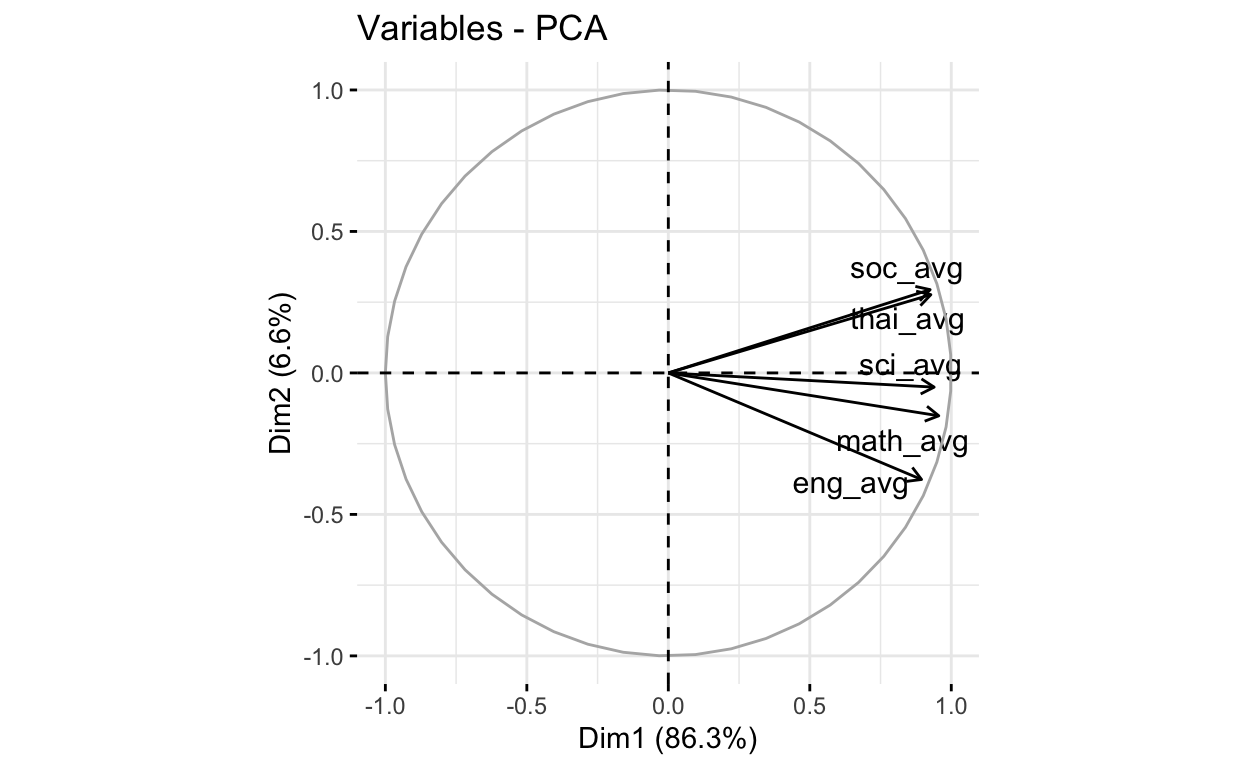 Variables - PCA
1.0
0.5
0.0
-0.5
-1.0
Dim2 (6.6%)
soc_avg
thai_avg
sci_avg
math_avg
eng_avg
-1.0
-0.5
0.0
0.5
1.0
Dim1 (86.3%)